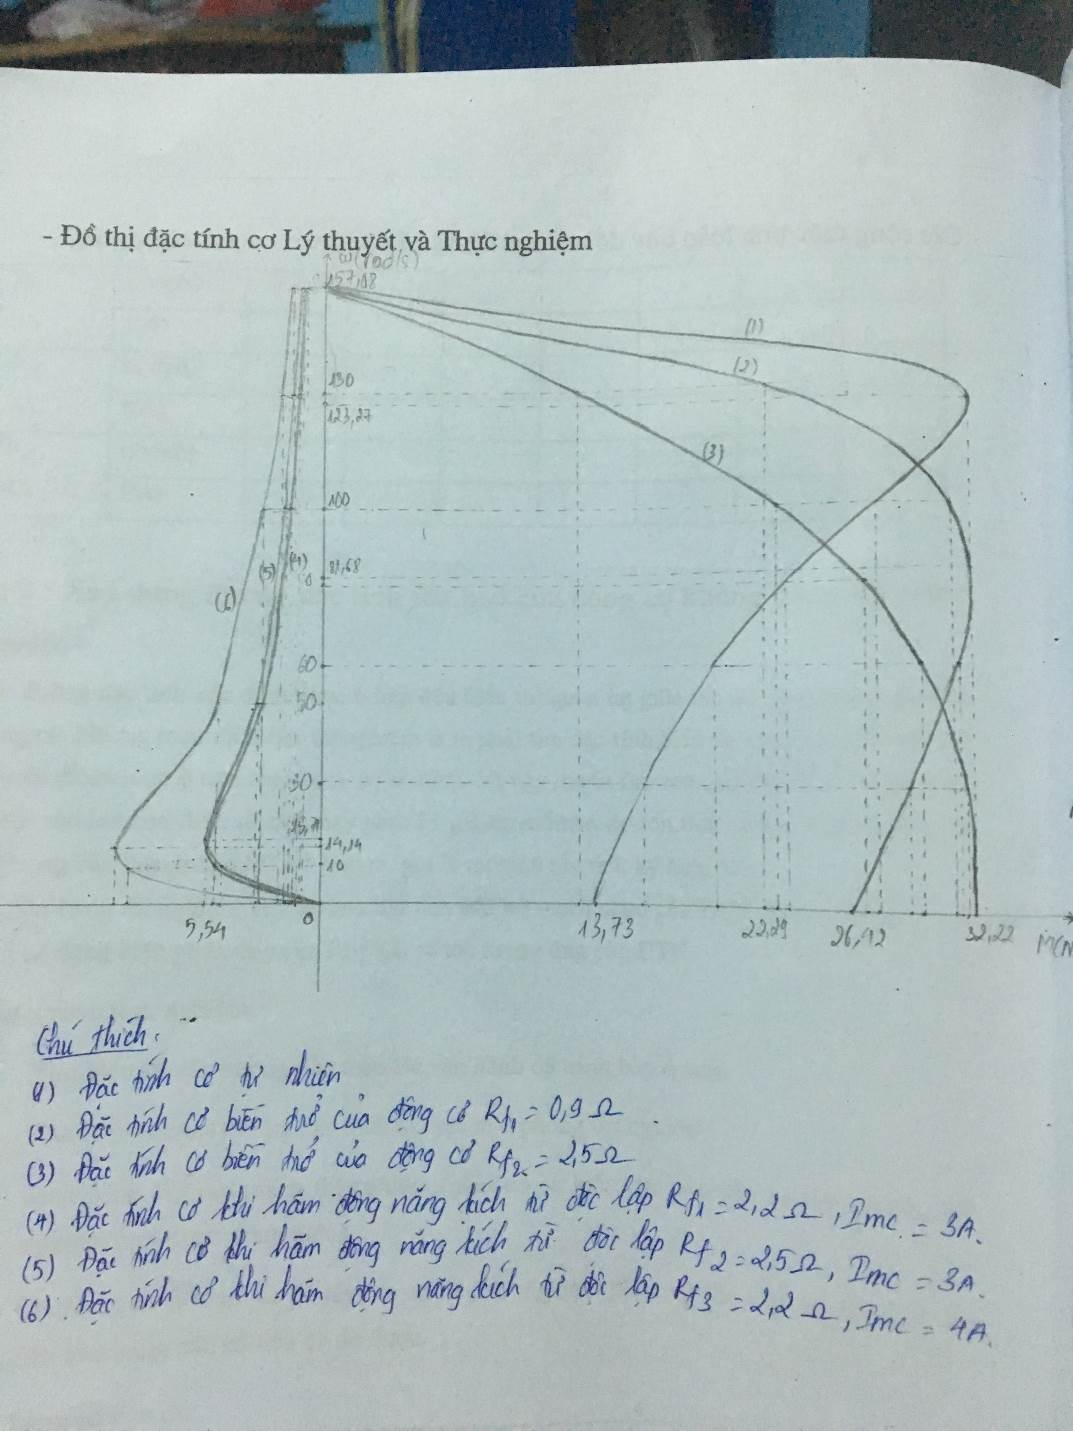 - Đồ thị đặc tính cơ Lý thuyết và Thực nghiệm
ω(rad/s)
157,08
(1)
(2)
130
123,27
(3)
100
(5) (4) 81,68
(6)
60
50
30
14,14
10
5,54 0 13,73 22,29 26,42 32,22
Chú thích:
(1) Đặc tính cơ tự nhiên
(2) Đặc tính cơ biến trở của động cơ Rf1 = 0,9 Ω
(3) Đặc tính cơ biến trở của động cơ Rf2 = 2,5 Ω
(4) Đặc tính cơ khi hãm động năng kích từ độc lập Rf1 = 2,2 Ω, Imc = 3A.
(5) Đặc tính cơ khi hãm động năng kích từ độc lập Rf2 = 2,5 Ω, Imc = 3A.
(6). Đặc tính cơ khi hãm động năng kích từ độc lập Rf3 = 2,2 Ω, Imc = 4A.